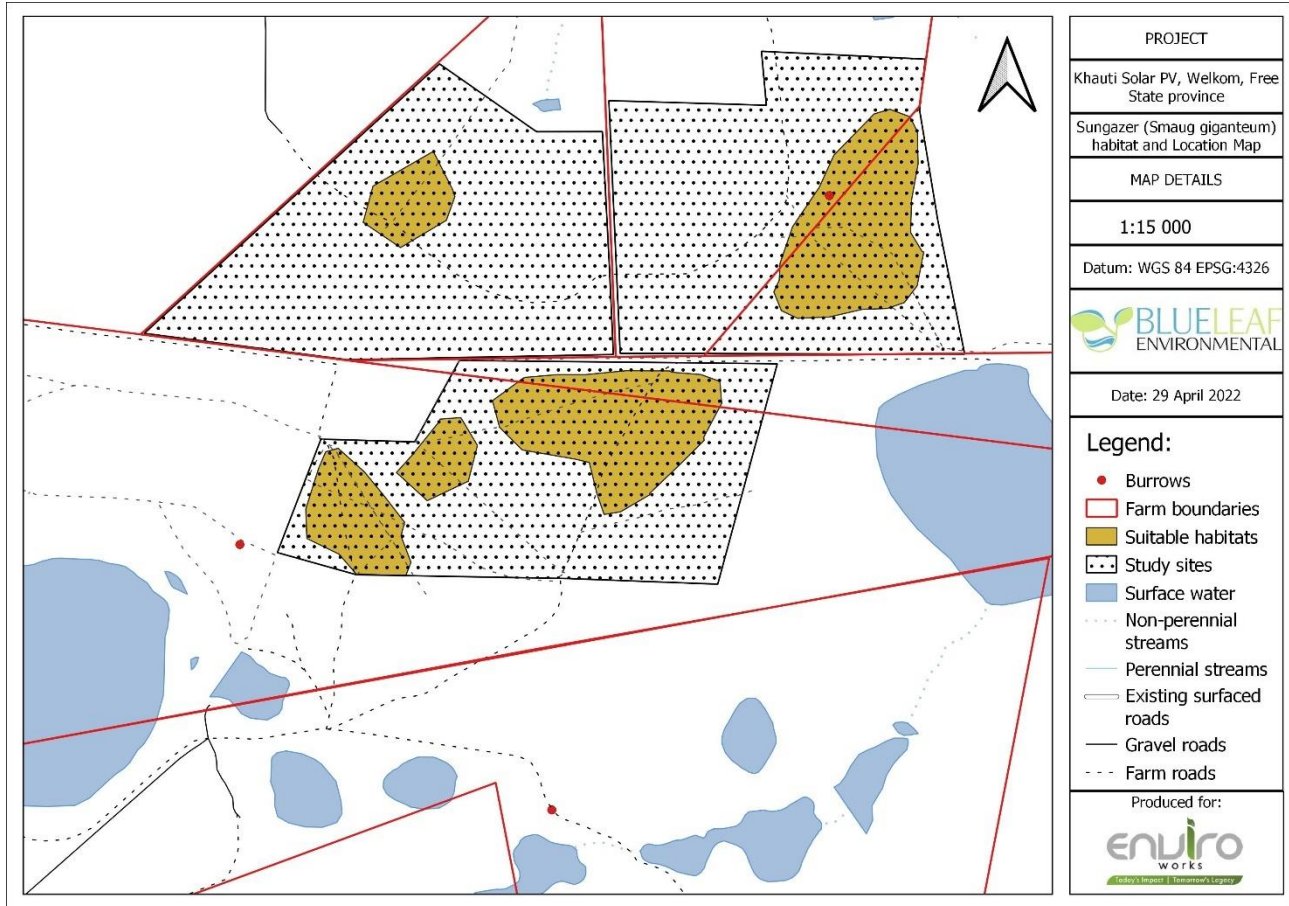 PROJECT
Khauti Solar PV, Welkom, Free
State province
Sungazer (Smaug giganteum)
habitat and Location Map
MAP DETAILS
1:15 000
Datum: WGS 84 EPSG:4326
BLUELEAF
ENVIRONMENTAL
Date: 29 April 2022
Legend:
Burrows
Farm boundaries
Suitable habitats
Study sites
Surface water
Non-perennial
streams
Perennial streams
Existing surfaced
roads
Gravel roads
Farm roads
Produced for:
enviro
works
Today's Impact | Tomorrow's Legacy